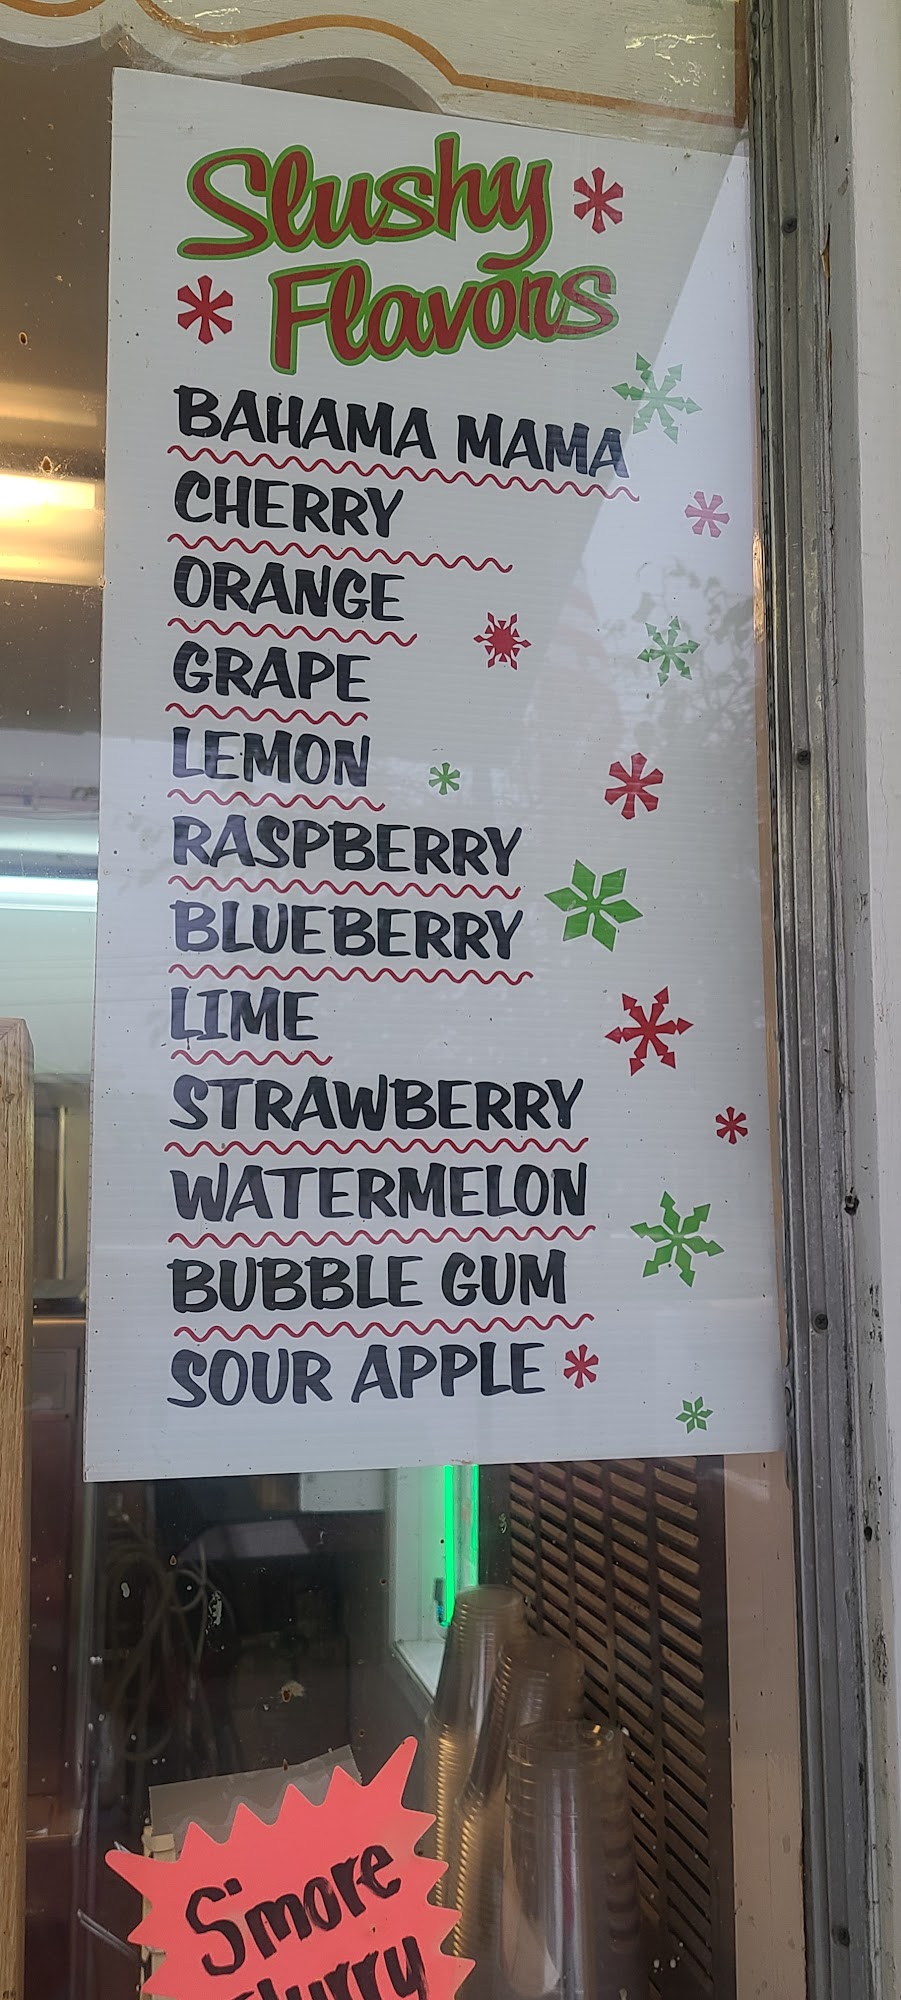 Slushy
Flavors
BAHAMA MAMA
CHERRY
ORANGE
GRAPE
LEMON
RASPBERRY
BLUEBERRY
LIME
STRAWBERRY
WATERMELON
BUBBLE GUM
SOUR APPLE
S'more